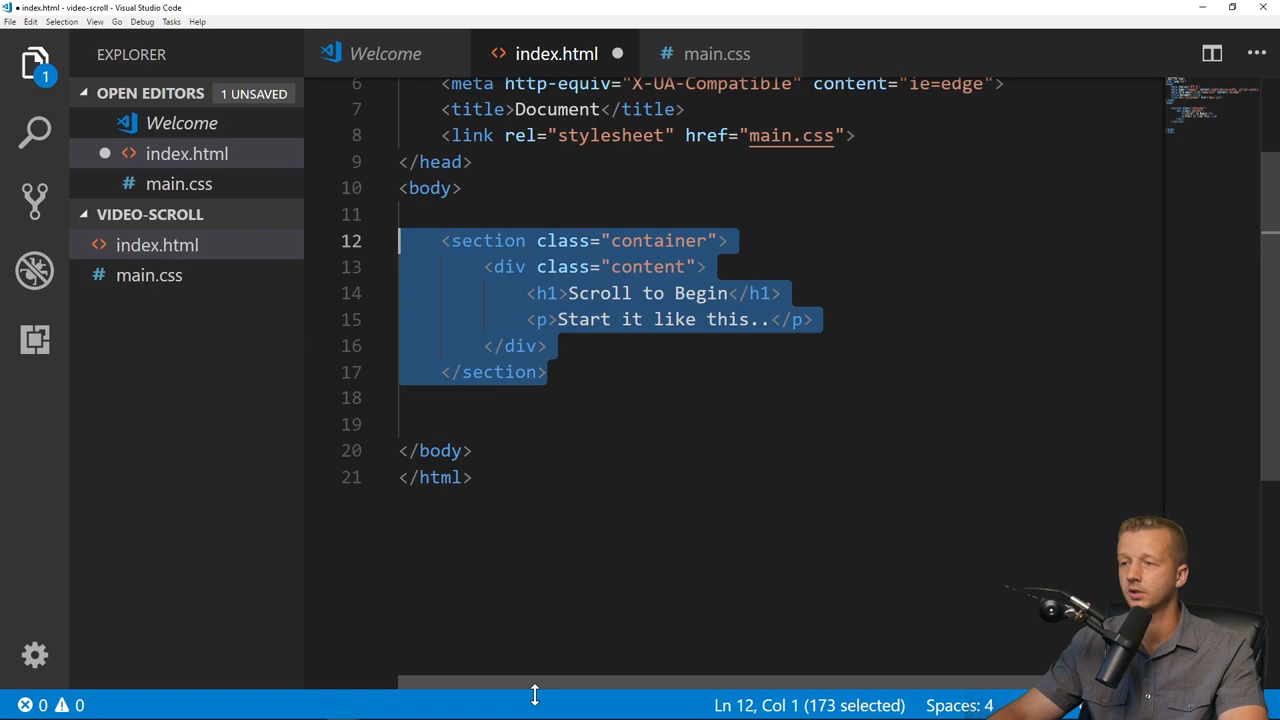 ● index.html - video-scroll - Visual Studio Code
File Edit Selection View Go Debug Tasks Help
EXPLORER
OPEN EDITORS 1 UNSAVED
Welcome
index.html
# main.css
VIDEO-SCROLL
index.html
# main.css
1
Welcome
index.html
# main.css
6 <meta http-equiv="X-UA-Compatible" content="ie=edge">
7 <title>Document</title>
8 <link rel="stylesheet" href="main.css">
9 </head>
10 <body>
11
12 <section class="container">
13 <div class="content">
14 <h1>Scroll to Begin</h1>
15 <p>Start it like this..</p>
16 </div>
17 </section>
18
19
20 </body>
21 </html>
0 0 Ln 12, Col 1 (173 selected) Spaces: 4